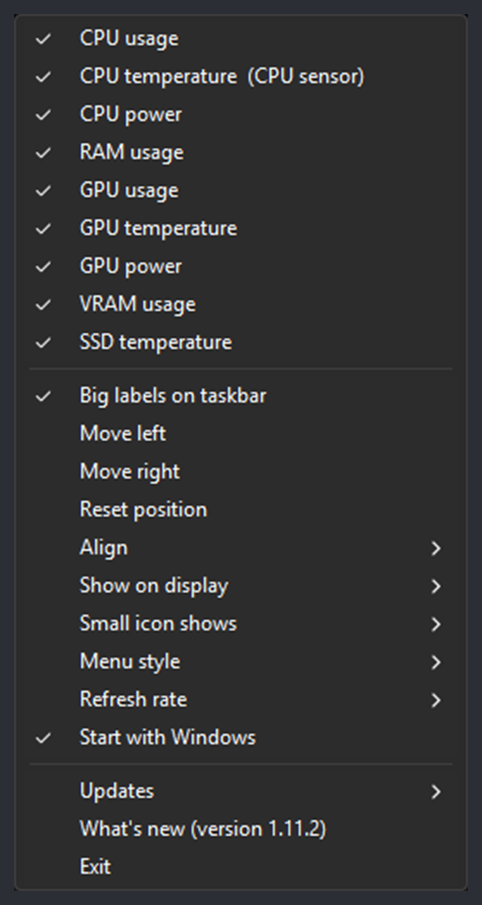 CPU usage
CPU temperature (CPU sensor)
CPU power
RAM usage
GPU usage
GPU temperature
GPU power
VRAM usage
SSD temperature
Big labels on taskbar
Move left
Move right
Reset position
Align
Show on display
Small icon shows
Menu style
Refresh rate
Start with Windows
Updates
What's new (version 1.11.2)
Exit